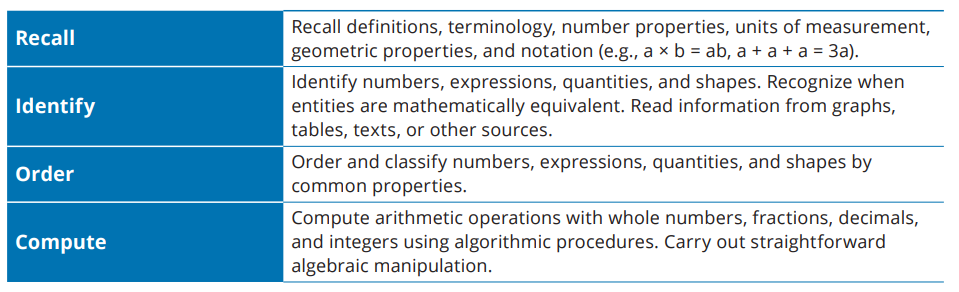 Recall
Recall definitions, terminology, number properties, units of measurement,
geometric properties, and notation (e.g., a × b = ab, a + a + a = 3a).
Identify
Identify numbers, expressions, quantities, and shapes. Recognize when
entities are mathematically equivalent. Read information from graphs,
tables, texts, or other sources.
Order
Order and classify numbers, expressions, quantities, and shapes by
common properties.
Compute
Compute arithmetic operations with whole numbers, fractions, decimals,
and integers using algorithmic procedures. Carry out straightforward
algebraic manipulation.